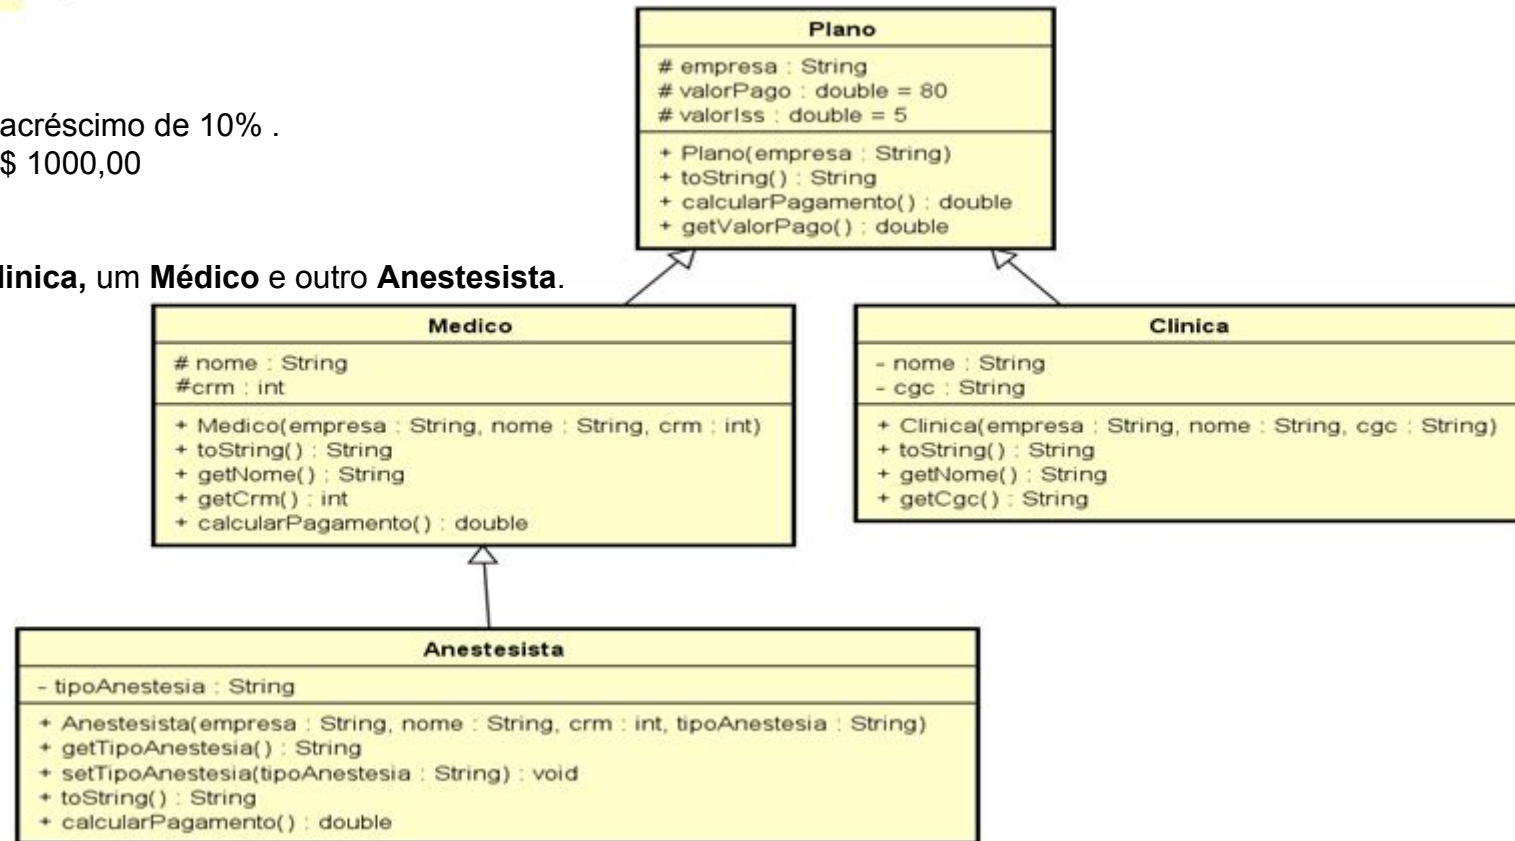 Plano
# empresa : String
# valorPago : double = 80
# valorIss : double = 5
+ Plano(empresa : String)
+ toString() : String
+ calcularPagamento() : double
+ getValorPago() : double
acréscimo de 10% .
$ 1000,00
linica, um Médico e outro Anestesista.
Medico
# nome : String
#crm : int
+ Medico(empresa : String, nome : String, crm : int)
+ toString() : String
+ getNome() : String
+ getCrm() : int
+ calcularPagamento() : double
Clinica
- nome : String
- cgc : String
+ Clinica(empresa : String, nome : String, cgc : String)
+ toString() : String
+ getNome() : String
+ getCgc() : String
Anestesista
- tipoAnestesia : String
+ Anestesista(empresa : String, nome : String, crm : int, tipoAnestesia : String)
+ getTipoAnestesia() : String
+ setTipoAnestesia(tipoAnestesia : String) : void
+ toString() : String
+ calcularPagamento() : double